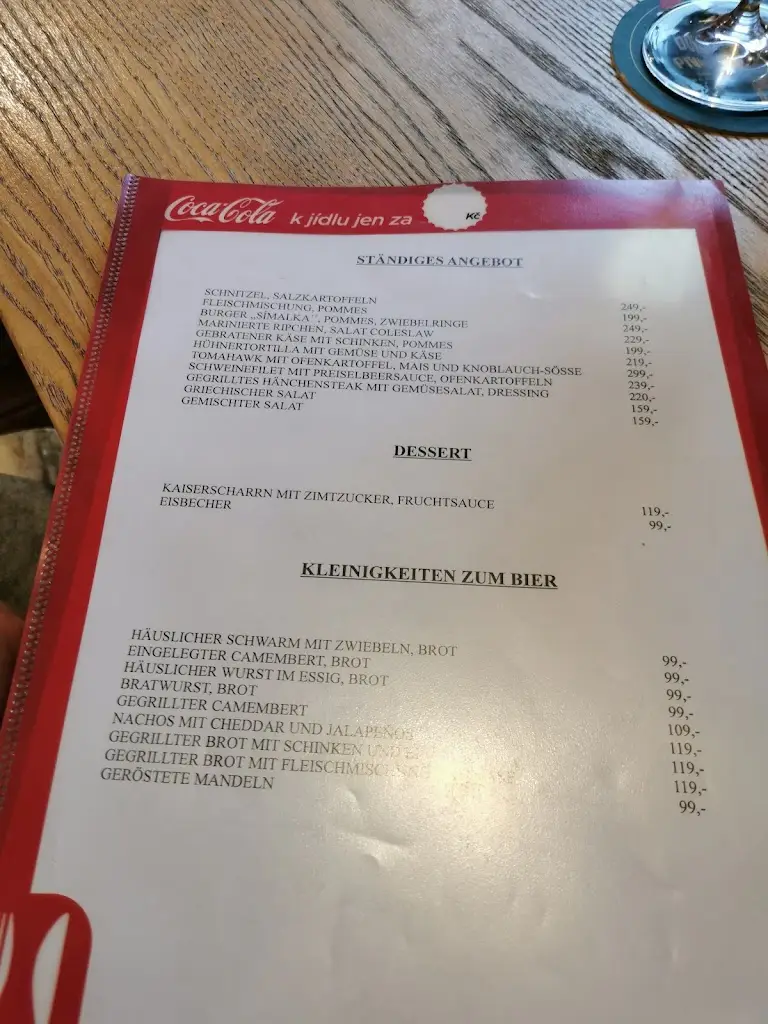 Coca-Cola k jídlu jen za Kč
STÄNDIGES ANGEBOT
SCHNITZEL, SALZKARTOFFELN 249,-
FLEISCHMISCHUNG, POMMES 199,-
BURGER „SÍMALKA", POMMES, ZWIEBELRINGE 249,-
MARINIERTE RIPCHEN, SALAT COLESLAW 229,-
GEBRATENER KÄSE MIT SCHINKEN, POMMES 199,-
HÜHNERTORTILLA MIT GEMÜSE UND KÄSE 219,-
TOMAHAWK MIT OFENKARTOFFEL, MAIS UND KNOBLAUCH-SÖSSE 299,-
SCHWEINEFILET MIT PREISELBEERSAUCE, OFENKARTOFFELN 239,-
GEGRILLTES HÄNCHENSTEAK MIT GEMÜSESALAT, DRESSING 220,-
GRIECHISCHER SALAT 159,-
GEMISCHTER SALAT 159,-
DESSERT
KAISERSCHARRN MIT ZIMTZUCKER, FRUCHTSAUCE 119,-
EISBECHER 99,-
KLEINIGKEITEN ZUM BIER
HÄUSLICHER SCHWARM MIT ZWIEBELN, BROT 99,-
EINGELEGTER CAMEMBERT, BROT 99,-
HÄUSLICHER WURST IM ESSIG, BROT 99,-
BRATWURST, BROT 99,-
GEGRILLTER CAMEMBERT 109,-
NACHOS MIT CHEDDAR UND JALAPEÑOS 119,-
GEGRILLTER BROT MIT SCHINKEN UND 119,-
GEGRILLTER BROT MIT FLEISCHMISCHUNG 119,-
GERÖSTETE MANDELN 99,-